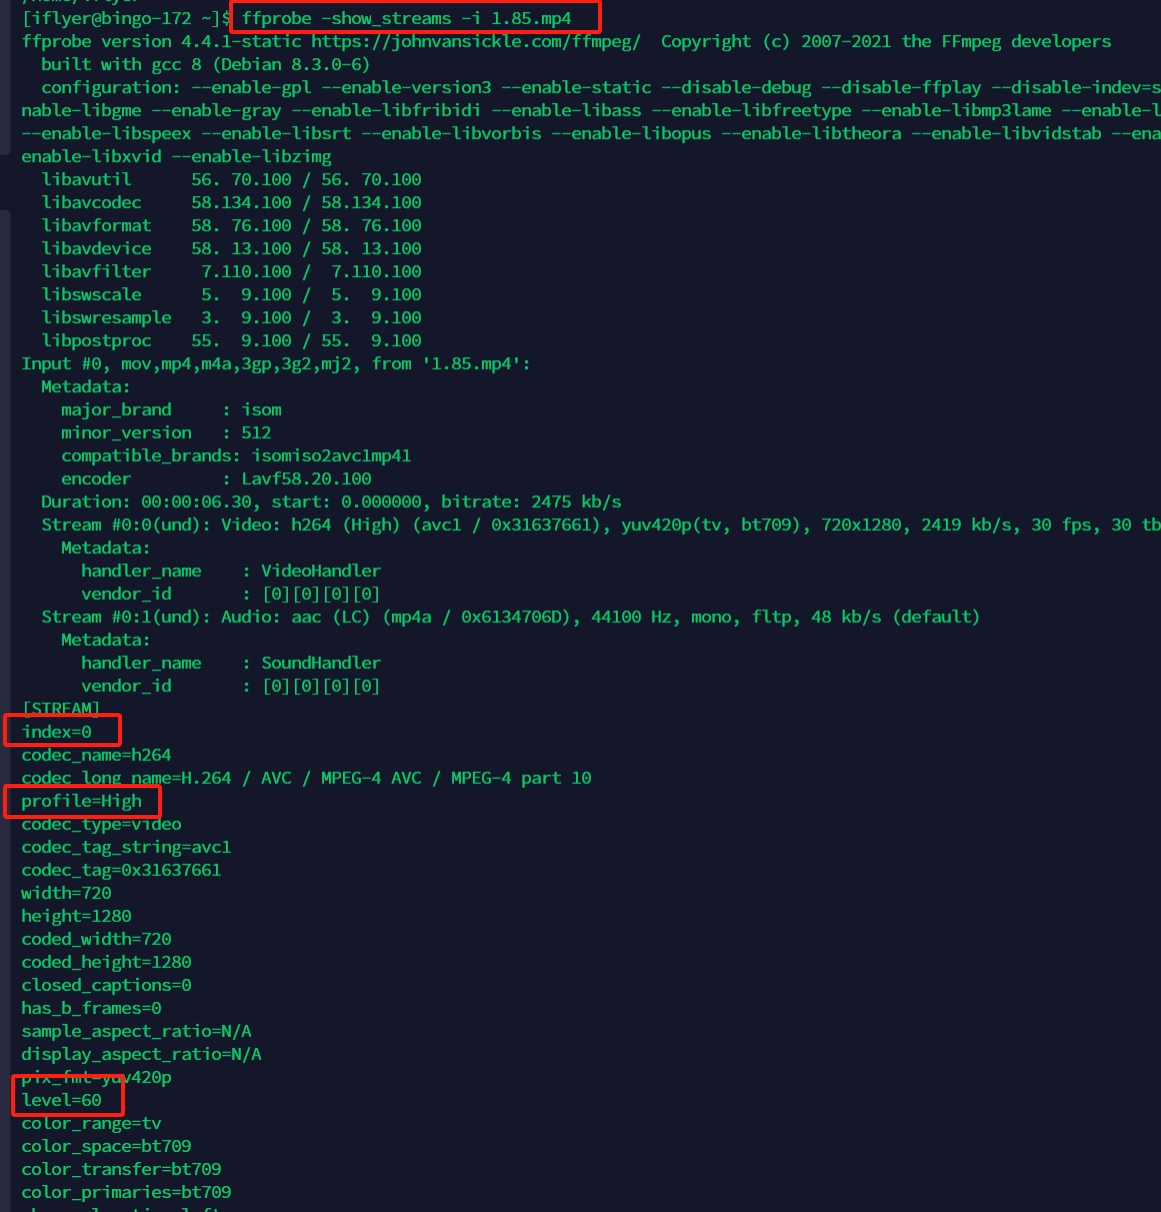 [iflyer@bingo-172 ~]$ ffprobe -show_streams -i 1.85.mp4
ffprobe version 4.4.1-static https://johnvansickle.com/ffmpeg/  Copyright (c) 2007-2021 the FFmpeg developers
  built with gcc 8 (Debian 8.3.0-6)
  configuration: --enable-gpl --enable-version3 --enable-static --disable-debug --disable-ffplay --disable-indev=s
nable-libgme --enable-gray --enable-libfribidi --enable-libass --enable-libfreetype --enable-libmp3lame --enable-l
--enable-libspeex --enable-libsrt --enable-libvorbis --enable-libopus --enable-libtheora --enable-libvidstab --ena
enable-libxvid --enable-libzimg
  libavutil      56. 70.100 / 56. 70.100
  libavcodec     58.134.100 / 58.134.100
  libavformat    58. 76.100 / 58. 76.100
  libavdevice    58. 13.100 / 58. 13.100
  libavfilter     7.110.100 /  7.110.100
  libswscale      5.  9.100 /  5.  9.100
  libswresample   3.  9.100 /  3.  9.100
  libpostproc    55.  9.100 / 55.  9.100
Input #0, mov,mp4,m4a,3gp,3g2,mj2, from '1.85.mp4':
  Metadata:
    major_brand     : isom
    minor_version   : 512
    compatible_brands: isomiso2avc1mp41
    encoder         : Lavf58.20.100
  Duration: 00:00:06.30, start: 0.000000, bitrate: 2475 kb/s
  Stream #0:0(und): Video: h264 (High) (avc1 / 0x31637661), yuv420p(tv, bt709), 720x1280, 2419 kb/s, 30 fps, 30 tb
    Metadata:
      handler_name    : VideoHandler
      vendor_id       : [0][0][0][0]
  Stream #0:1(und): Audio: aac (LC) (mp4a / 0x6134706D), 44100 Hz, mono, fltp, 48 kb/s (default)
    Metadata:
      handler_name    : SoundHandler
      vendor_id       : [0][0][0][0]
[STREAM]
index=0
codec_name=h264
codec_long_name=H.264 / AVC / MPEG-4 AVC / MPEG-4 part 10
profile=High
codec_type=video
codec_tag_string=avc1
codec_tag=0x31637661
width=720
height=1280
coded_width=720
coded_height=1280
closed_captions=0
has_b_frames=0
sample_aspect_ratio=N/A
display_aspect_ratio=N/A
pix_fmt=yuv420p
level=60
color_range=tv
color_space=bt709
color_transfer=bt709
color_primaries=bt709